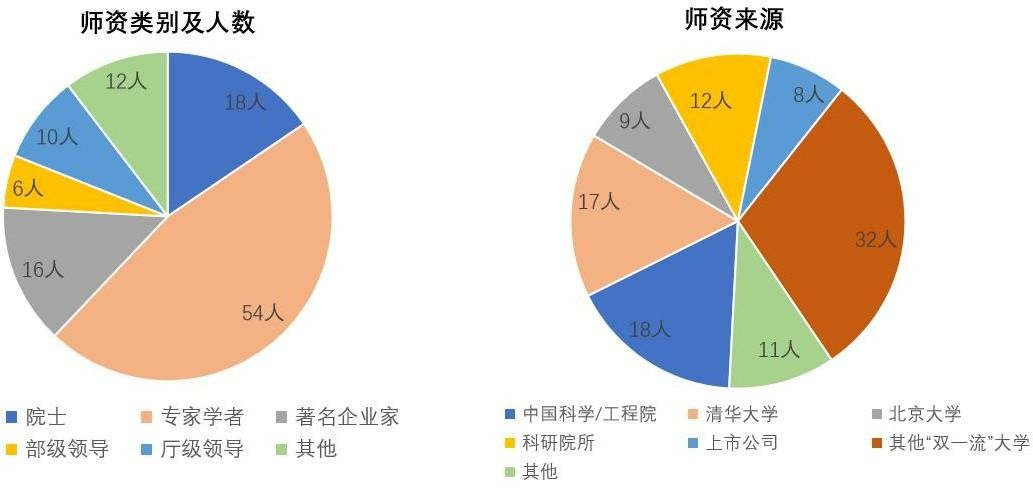 师资类别及人数
12人
18人
10人
6人
16人
54人
院士
专家学者
著名企业家
部级领导
厅级领导
其他
师资来源
12人
8人
9人
17人
32人
18人
11人
中国科学/工程院
清华大学
北京大学
科研院所
上市公司
其他“双一流”大学
其他